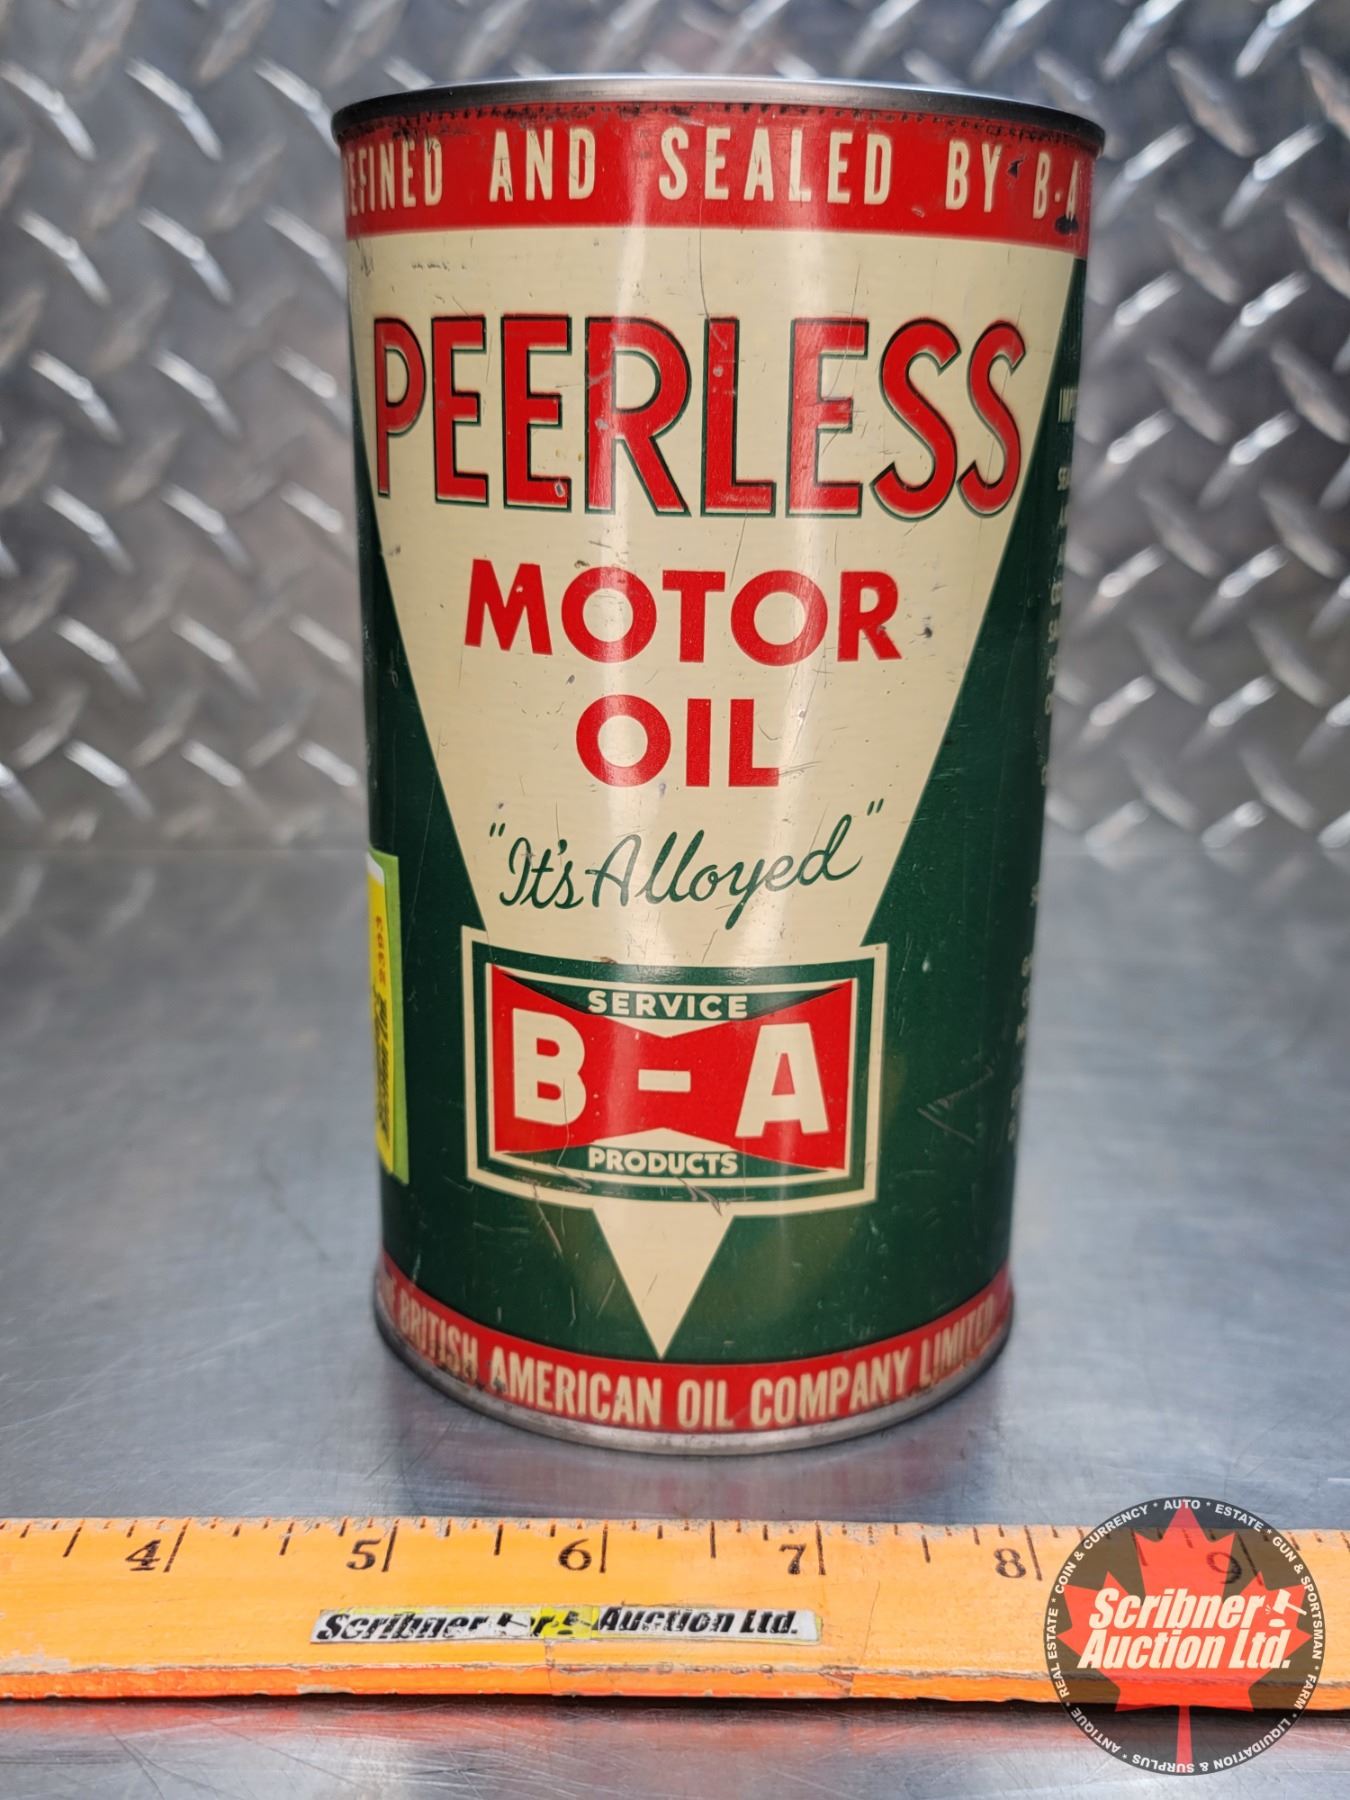 REFINED AND SEALED BY B-A
PEERLESS
MOTOR
OIL
"It's Alloyed"
SERVICE
B-A
PRODUCTS
BRITISH AMERICAN OIL COMPANY LIMITED
4 5 6 7 8 9
Scribner Auction Ltd.
COIN & CURRENCY * AUTO * ESTATE * GUN & SPORTSMAN * FARM * LIQUIDATION & SURPLUS * ANTIQUE * REAL ESTATE *
Scribner
Auction Ltd.